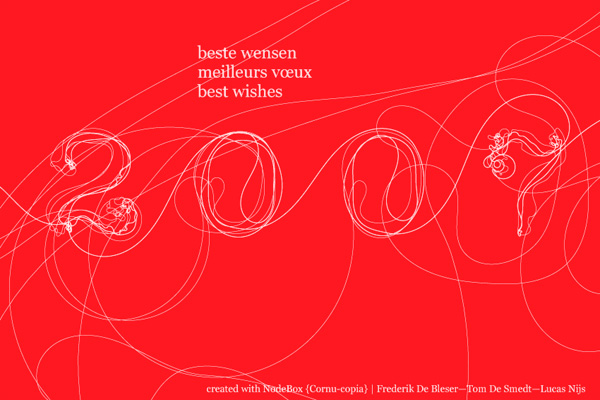 beste wensen
meilleurs vœux
best wishes
2007
created with NodeBox {Cornu-copia} | Frederik De Bleser—Tom De Smedt—Lucas Nijs